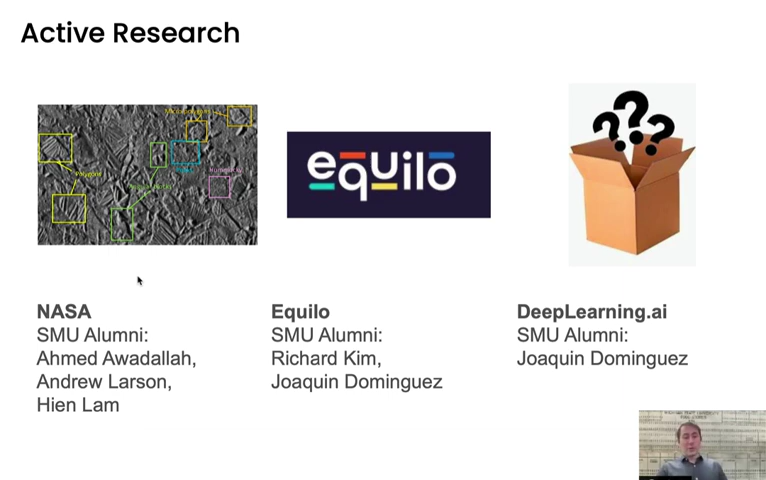 Active Research
Polygons
equilo
???
NASA
SMU Alumni:
Ahmed Awadallah,
Andrew Larson,
Hien Lam
Equilo
SMU Alumni:
Richard Kim,
Joaquin Dominguez
DeepLearning.ai
SMU Alumni:
Joaquin Dominguez